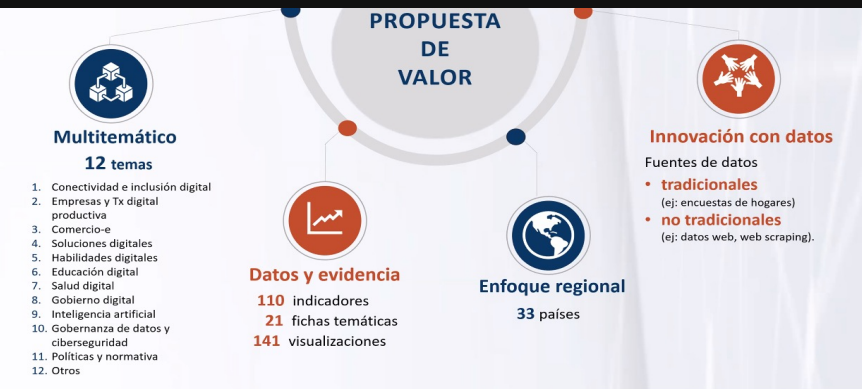 PROPUESTA
DE
VALOR
Multitemático
12 temas
1. Conectividad e inclusión digital
2. Empresas y Tx digital
productiva
3. Comercio-e
4. Soluciones digitales
5. Habilidades digitales
6. Educación digital
7. Salud digital
8. Gobierno digital
9. Inteligencia artificial
10. Gobernanza de datos y
ciberseguridad
11. Políticas y normativa
12. Otros
Datos y evidencia
110 indicadores
21 fichas temáticas
141 visualizaciones
Enfoque regional
33 países
Innovación con datos
Fuentes de datos
• tradicionales
(ej: encuestas de hogares)
• no tradicionales
(ej: datos web, web scraping).